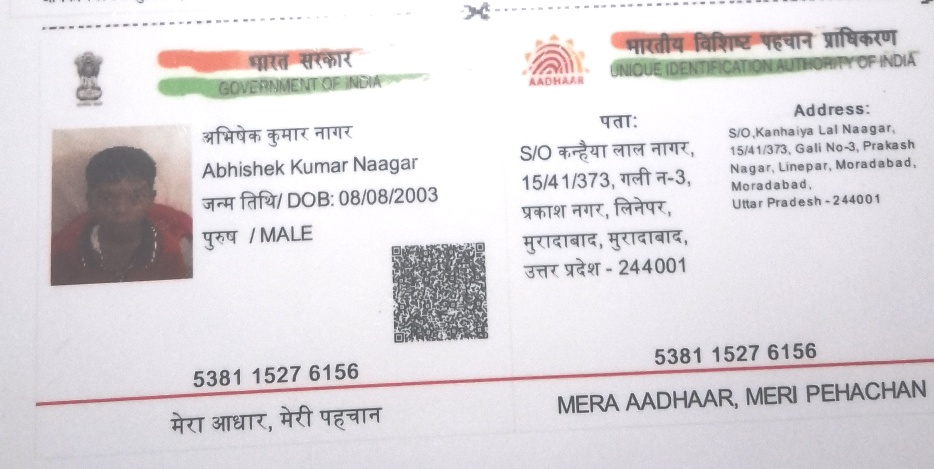 भारत सरकार
GOVERNMENT OF INDIA
अभिषेक कुमार नागर
Abhishek Kumar Naagar
जन्म तिथि/ DOB: 08/08/2003
पुरुष / MALE
5381 1527 6156
मेरा आधार, मेरी पहचान
AADHAAR
भारतीय विशिष्ट पहचान प्राधिकरण
UNIQUE IDENTIFICATION AUTHORITY OF INDIA
पता:
S/O कन्हैया लाल नागर,
15/41/373, गली न-3,
प्रकाश नगर, लिनेपर,
मुरादाबाद, मुरादाबाद,
उत्तर प्रदेश - 244001
Address:
S/O,Kanhaiya Lal Naagar,
15/41/373, Gali No-3, Prakash
Nagar, Linepar, Moradabad,
Moradabad,
Uttar Pradesh - 244001
5381 1527 6156
MERA AADHAAR, MERI PEHACHAN